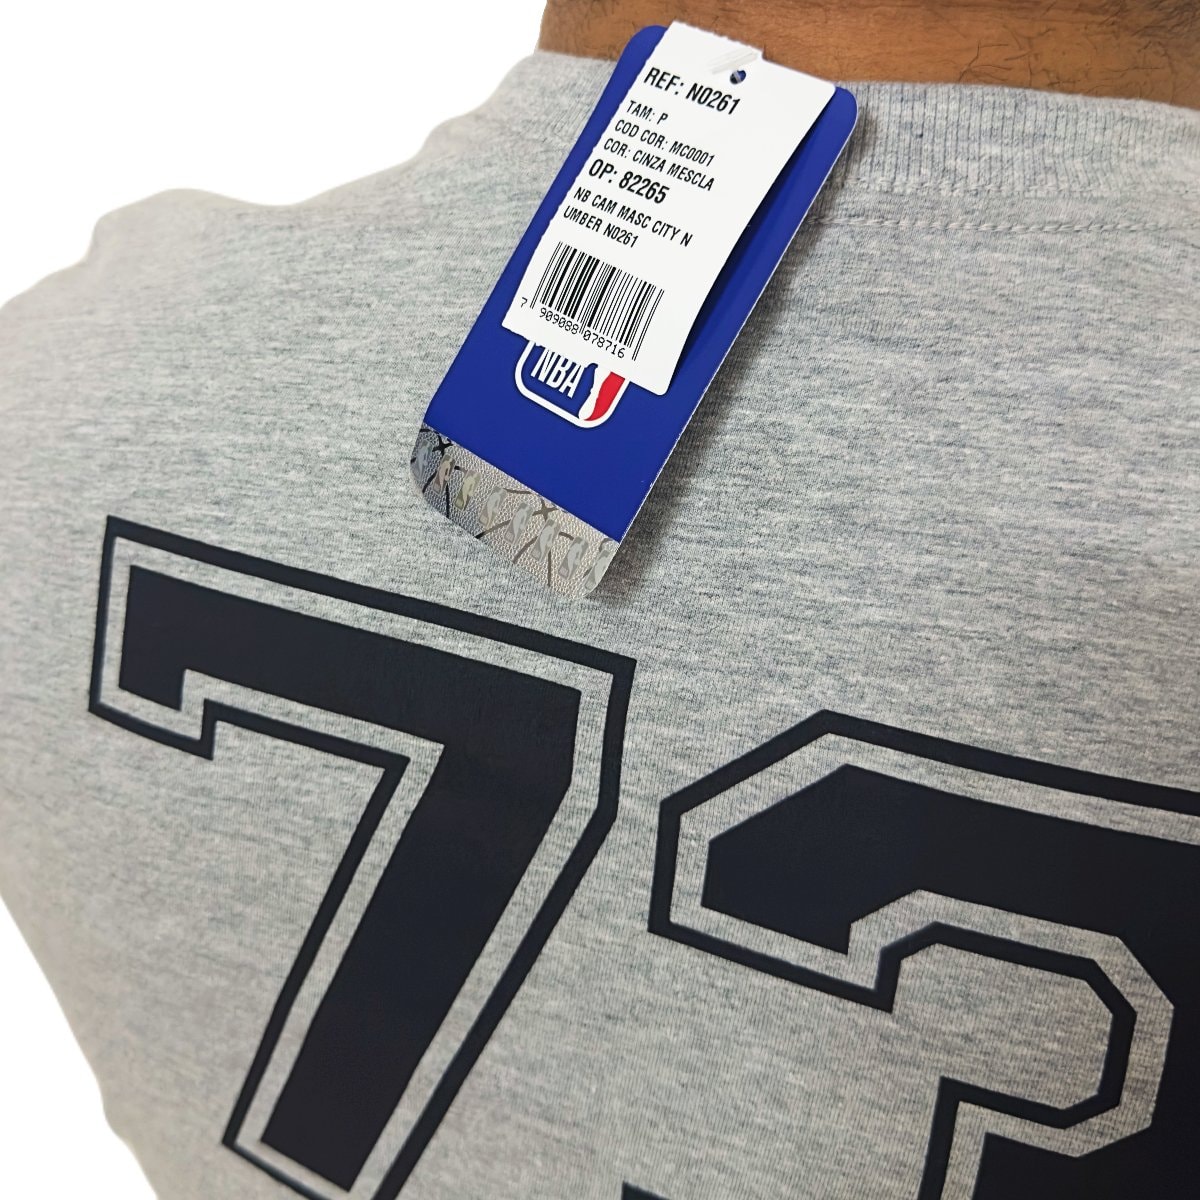 REF: N0261
TAM: P
COD COR: MC0001
COR: CINZA MESCLA
OP: 82265
NB CAM MASC CITY N
UMBER N0261
7 909088 078716
NBA
73